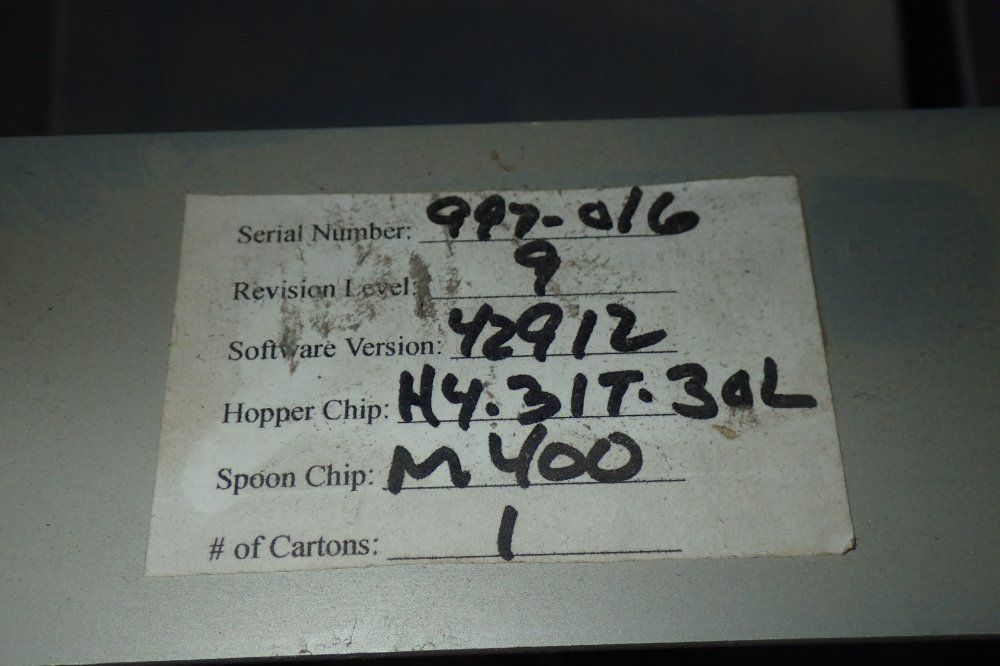 Serial Number: 997-016
Revision Level: 9
Software Version: 42912
Hopper Chip: H4.31T.30L
Spoon Chip: M400
# of Cartons: 1